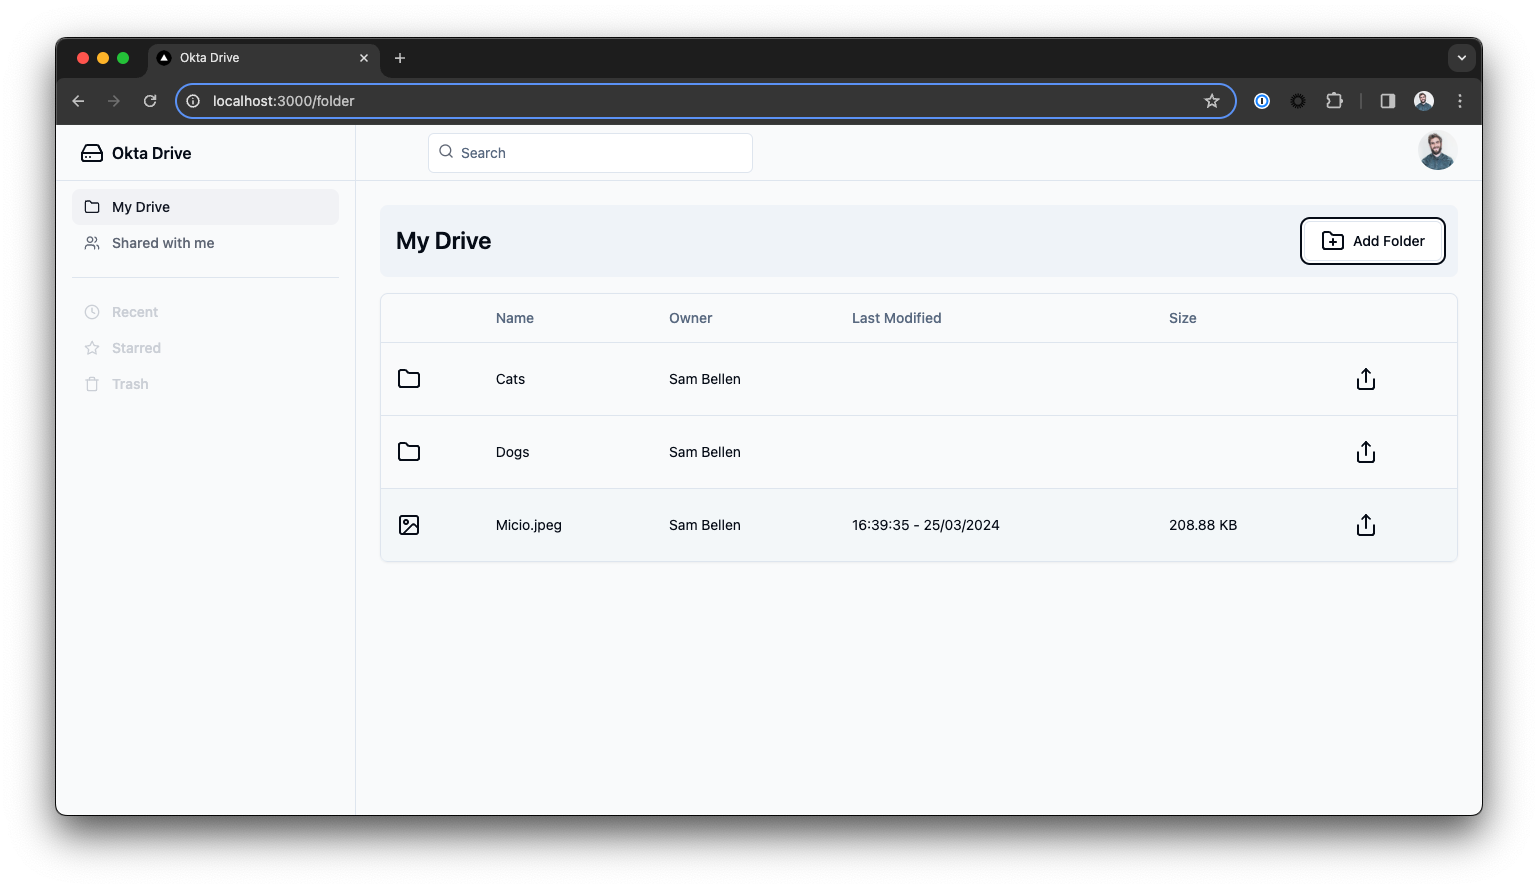 Okta Drive
localhost:3000/folder
Okta Drive
Search
My Drive
Shared with me
Recent
Starred
Trash
My Drive
Add Folder
Name Owner Last Modified Size
Cats Sam Bellen
Dogs Sam Bellen
Micio.jpeg Sam Bellen 16:39:35 - 25/03/2024 208.88 KB